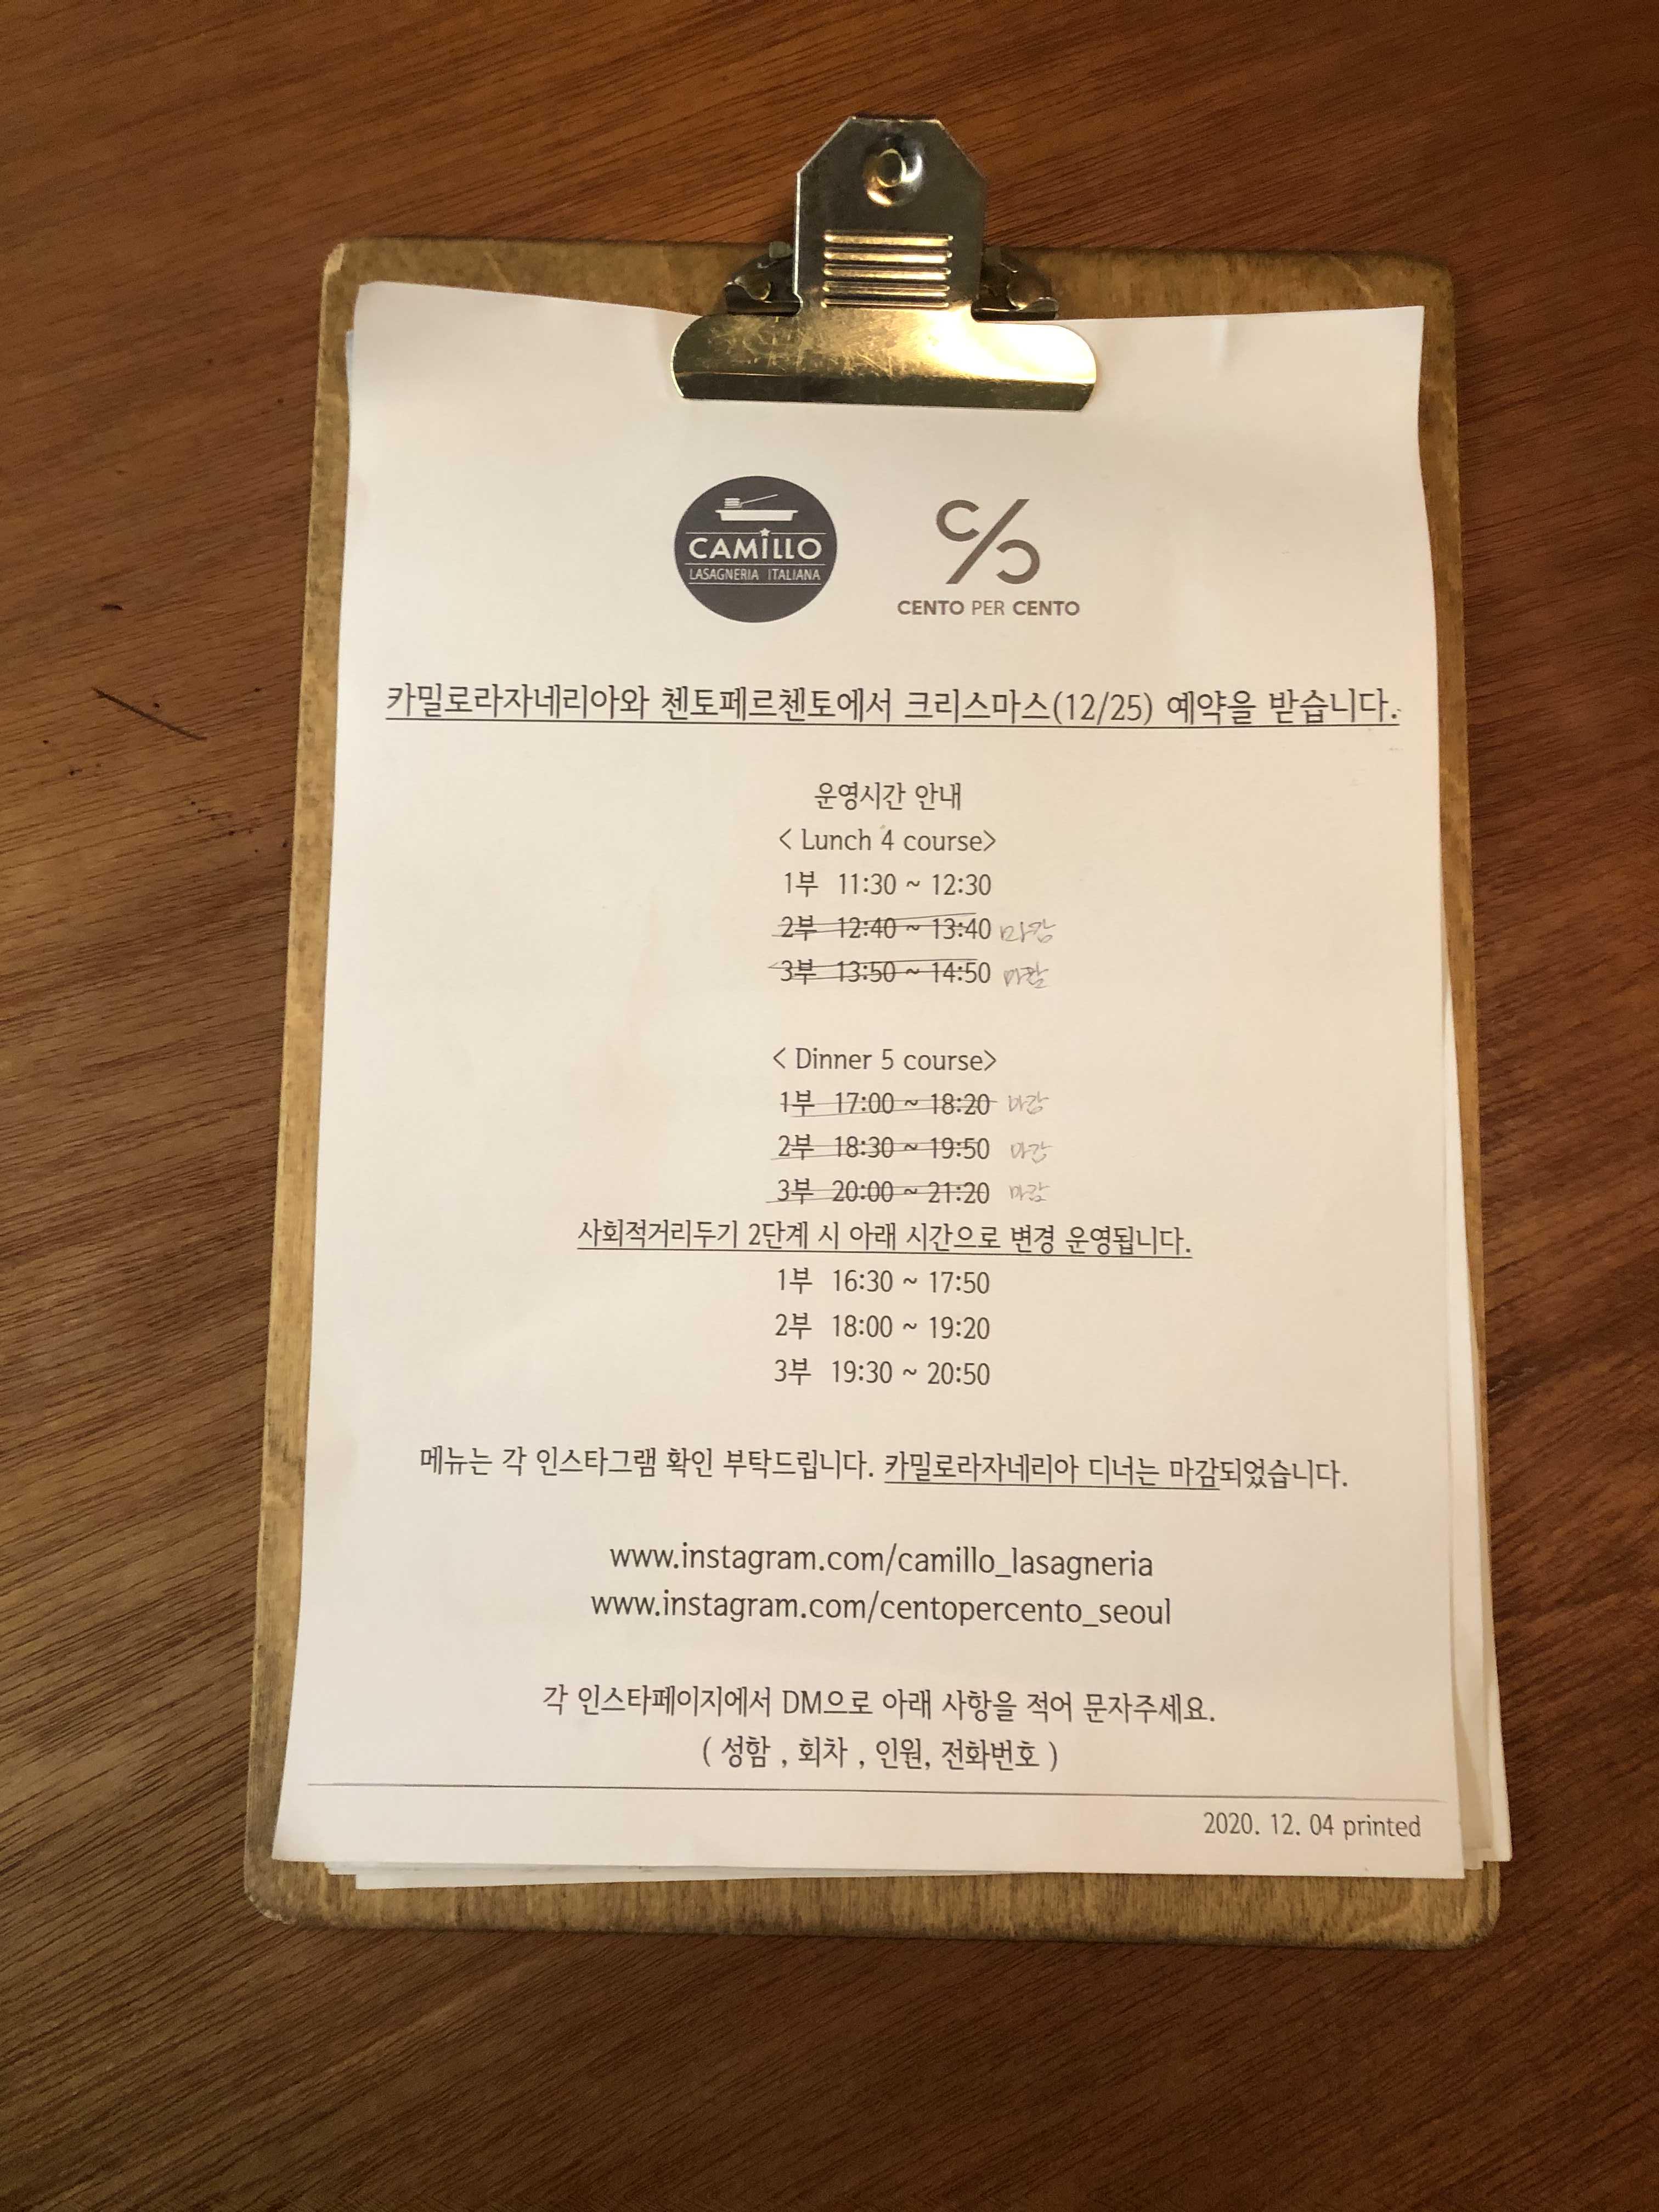 CAMILLO
LASAGNERIA ITALIANA
CENTO PER CENTO
카밀로라자네리아와 첸토페르첸토에서 크리스마스(12/25) 예약을 받습니다.
운영시간 안내
< Lunch 4 course>
1부 11:30 ~ 12:30
2부 12:40 ~ 13:40 마감
3부 13:50 ~ 14:50 마감
< Dinner 5 course>
1부 17:00 ~ 18:20 마감
2부 18:30 ~ 19:50 마감
3부 20:00 ~ 21:20 마감
사회적거리두기 2단계 시 아래 시간으로 변경 운영됩니다.
1부 16:30 ~ 17:50
2부 18:00 ~ 19:20
3부 19:30 ~ 20:50
메뉴는 각 인스타그램 확인 부탁드립니다. 카밀로라자네리아 디너는 마감되었습니다.
www.instagram.com/camillo_lasagneria
www.instagram.com/centopercento_seoul
각 인스타페이지에서 DM으로 아래 사항을 적어 문자주세요.
( 성함 , 회차 , 인원, 전화번호 )
2020. 12. 04 printed